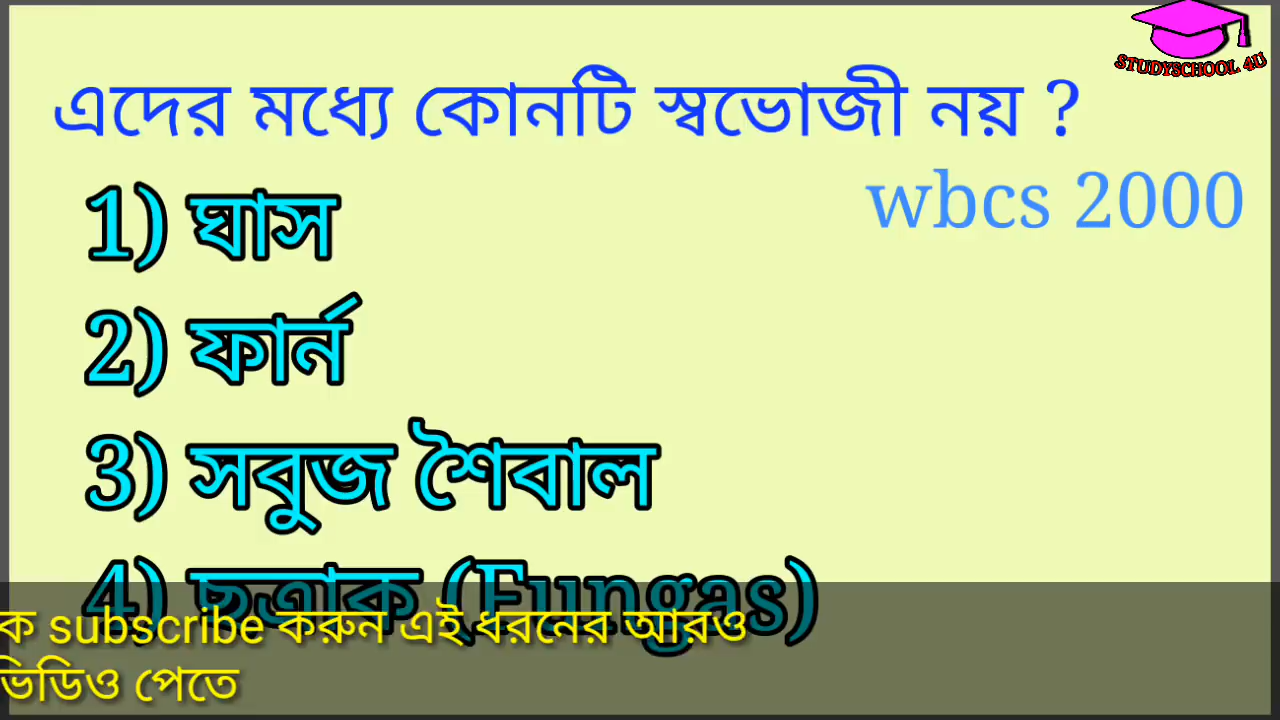 STUDYSCHOOL 4U
এদের মধ্যে কোনটি স্বভোজী নয় ?
wbcs 2000
1) ঘাস
2) ফার্ন
3) সবুজ শৈবাল
4) ছত্রাক (Fungas)
ক subscribe করুন এই ধরনের আরও
ভিডিও পেতে